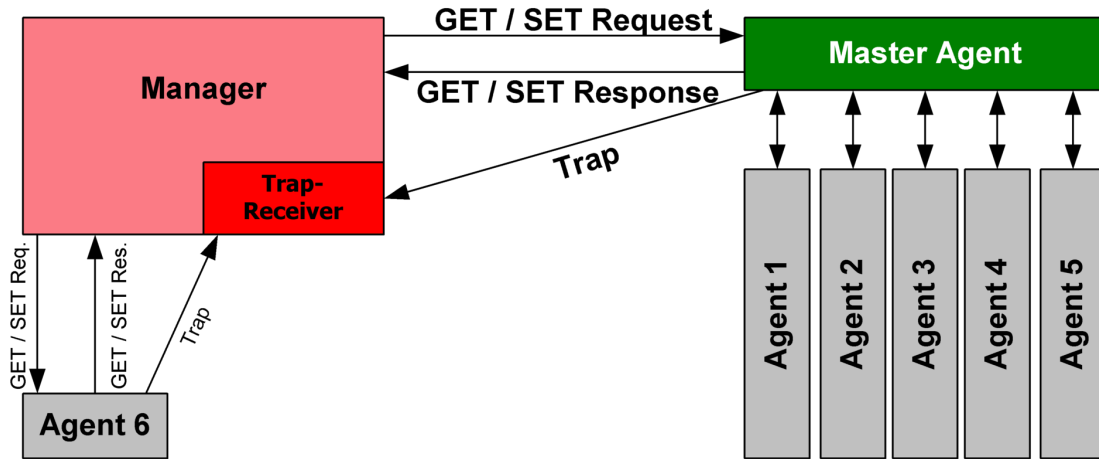 GET / SET Request
Manager
Master Agent
GET / SET Response
Trap
Trap-
Receiver
GET / SET Req.
GET / SET Res.
Trap
Agent 1
Agent 2
Agent 3
Agent 4
Agent 5
Agent 6